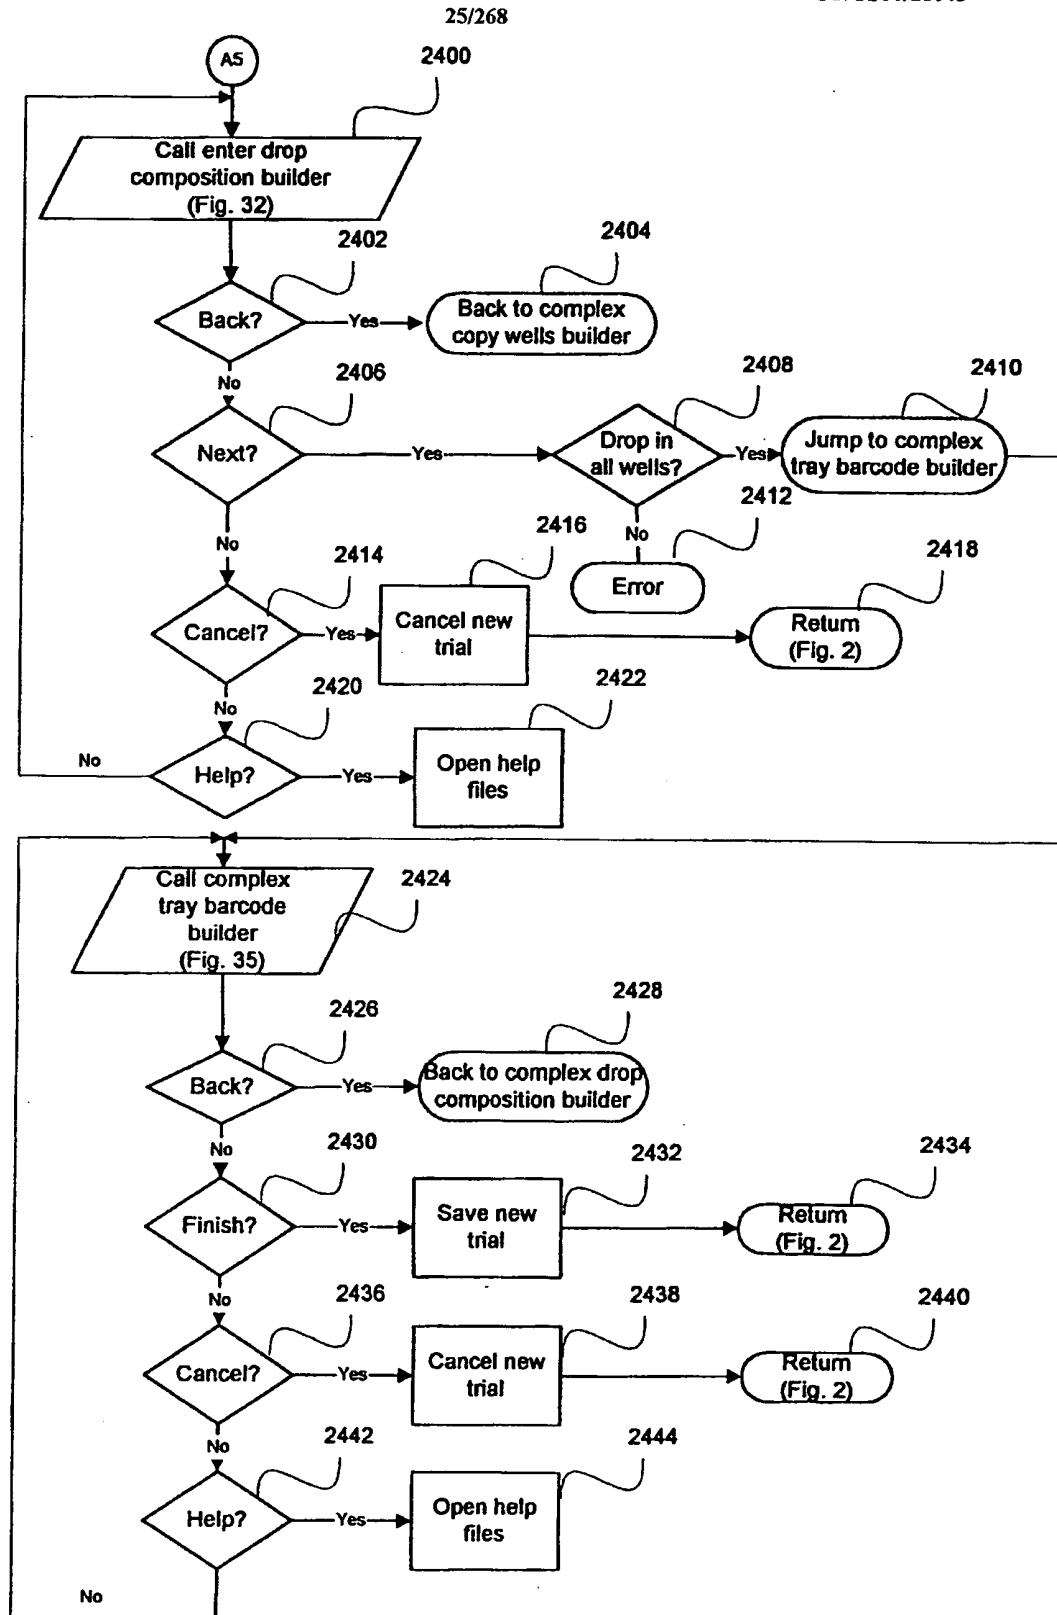 25/268
A5
2400
Call enter drop
composition builder
(Fig. 32)
2402
2404
Back?
Yes
Back to complex
copy wells builder
No
2406
2408
2410
Next?
Yes
Drop in
all wells?
Yes
Jump to complex
tray barcode builder
No
2412
Error
No
2414
2416
2418
Cancel?
Yes
Cancel new
trial
Return
(Fig. 2)
No
2420
2422
No
Help?
Yes
Open help
files
Call complex
tray barcode
builder
(Fig. 35)
2424
2426
2428
Back?
Yes
Back to complex drop
composition builder
No
2430
2432
2434
Finish?
Yes
Save new
trial
Return
(Fig. 2)
No
2436
2438
2440
Cancel?
Yes
Cancel new
trial
Return
(Fig. 2)
No
2442
2444
Help?
Yes
Open help
files
No